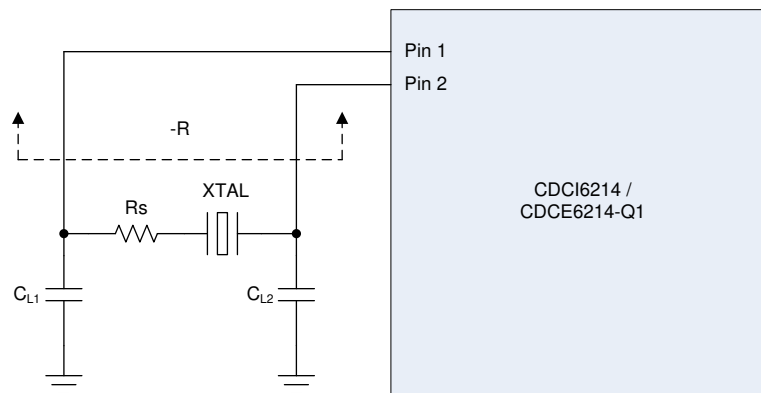 Pin 1
Pin 2
-R
XTAL
Rs
CDCI6214 /
CDCE6214-Q1
CL1
CL2